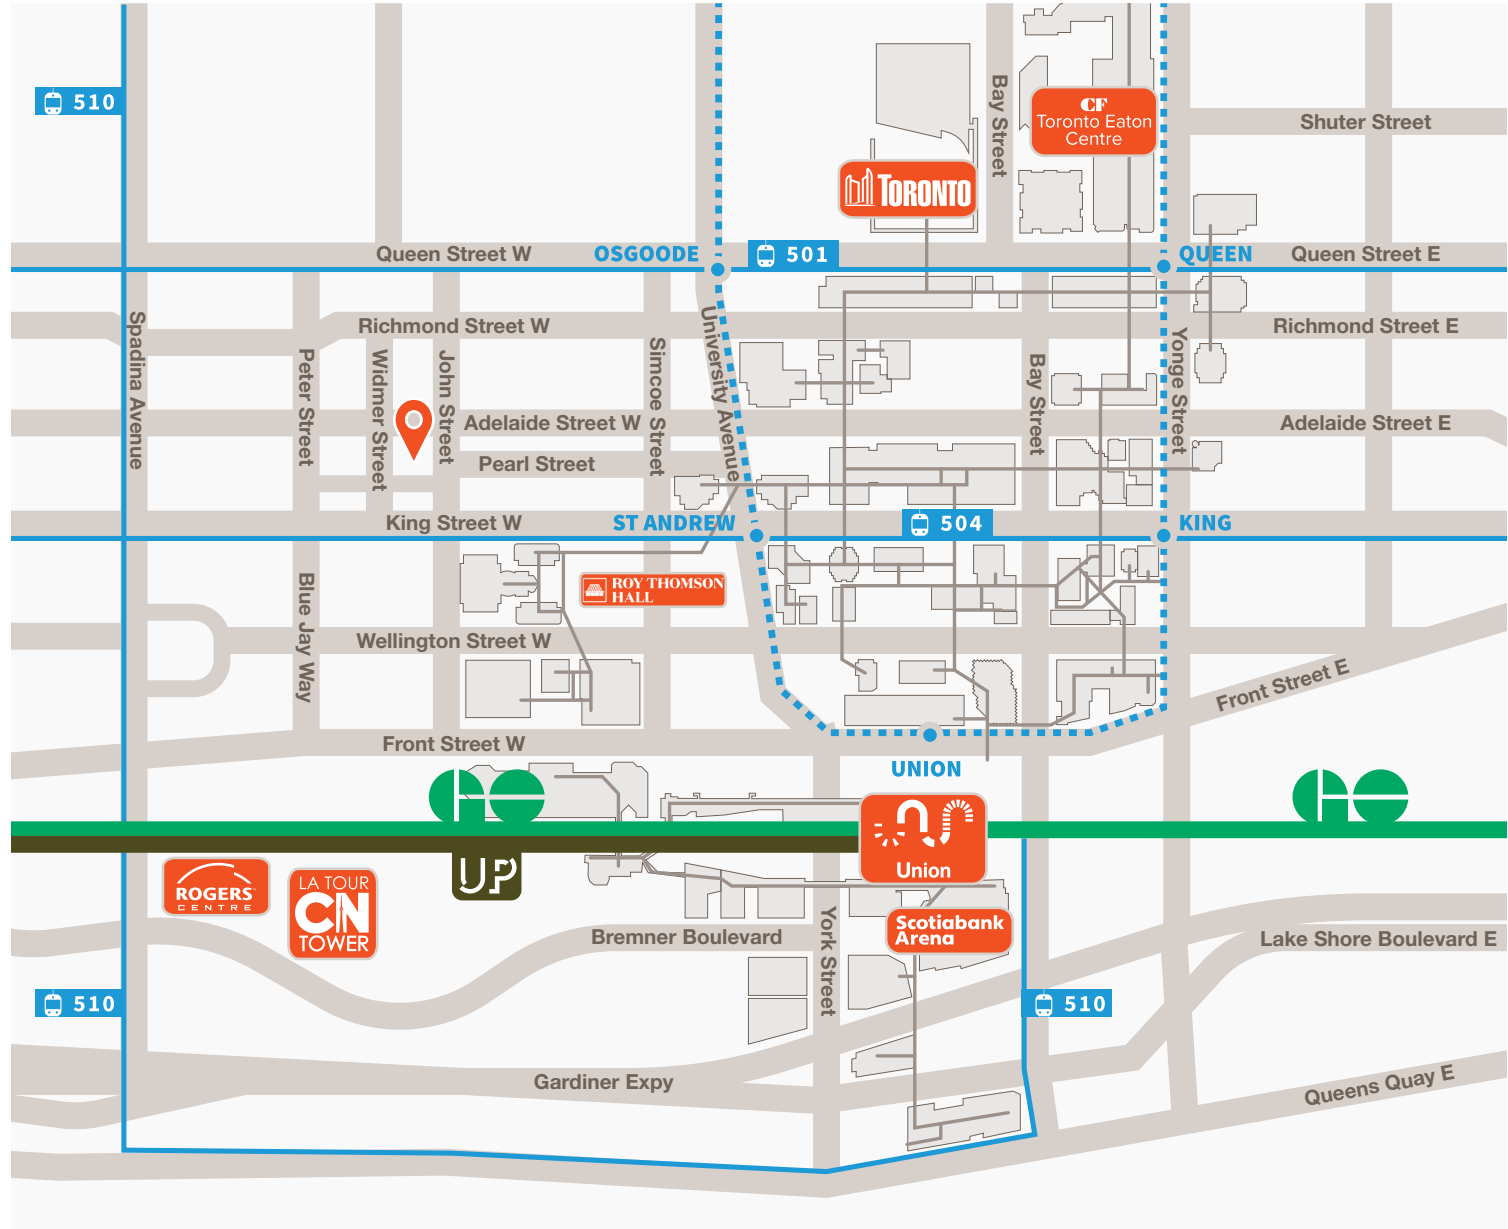 510
Bay Street
CF
Toronto Eaton
Centre
Shuter Street
TORONTO
Queen Street W
OSGOODE
501
QUEEN
Queen Street E
Spadina Avenue
Richmond Street W
University Avenue
Richmond Street E
Peter Street
Widmer Street
John Street
Simcoe Street
Bay Street
Yonge Street
Adelaide Street W
Adelaide Street E
Pearl Street
King Street W
ST ANDREW
504
KING
Blue Jay Way
ROY THOMSON
HALL
Wellington Street W
Front Street E
Front Street W
UNION
GO
GO
UP
Union
ROGERS
CENTRE
LA TOUR
CN
TOWER
York Street
Scotiabank
Arena
Bremner Boulevard
Lake Shore Boulevard E
510
510
Gardiner Expy
Queens Quay E